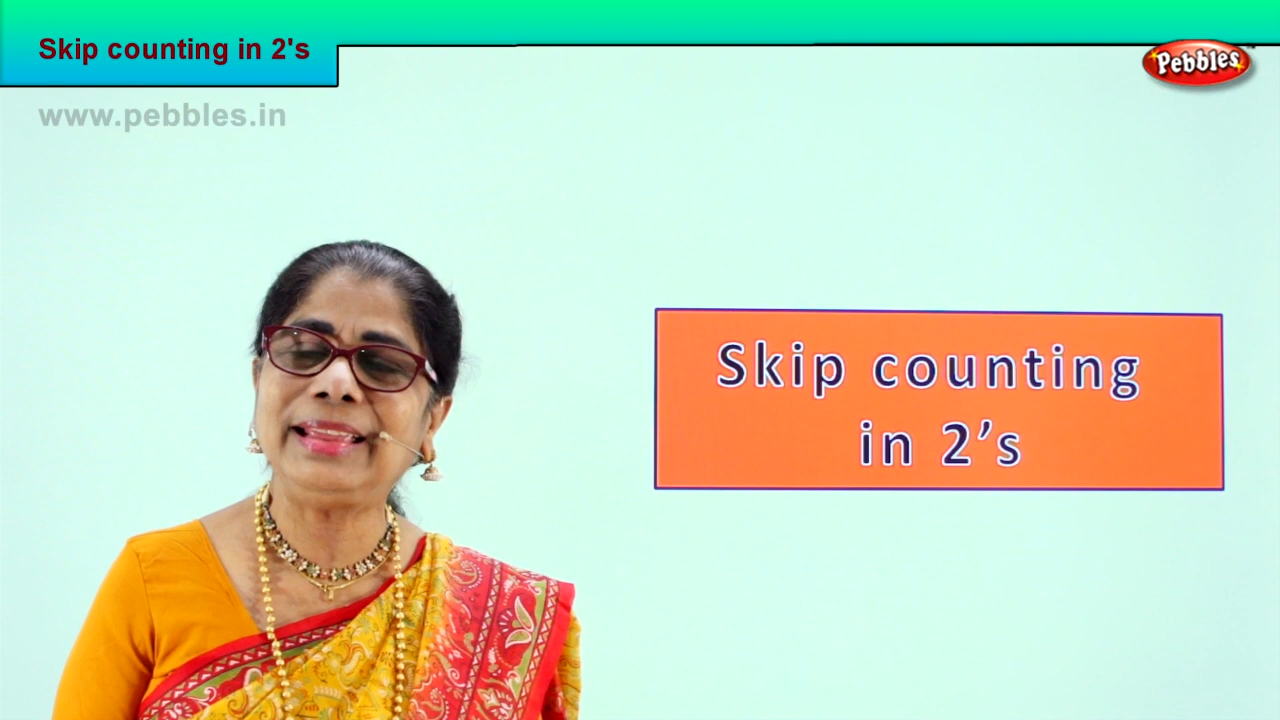 Skip counting in 2's
Pebbles
www.pebbles.in
Skip counting
in 2’s